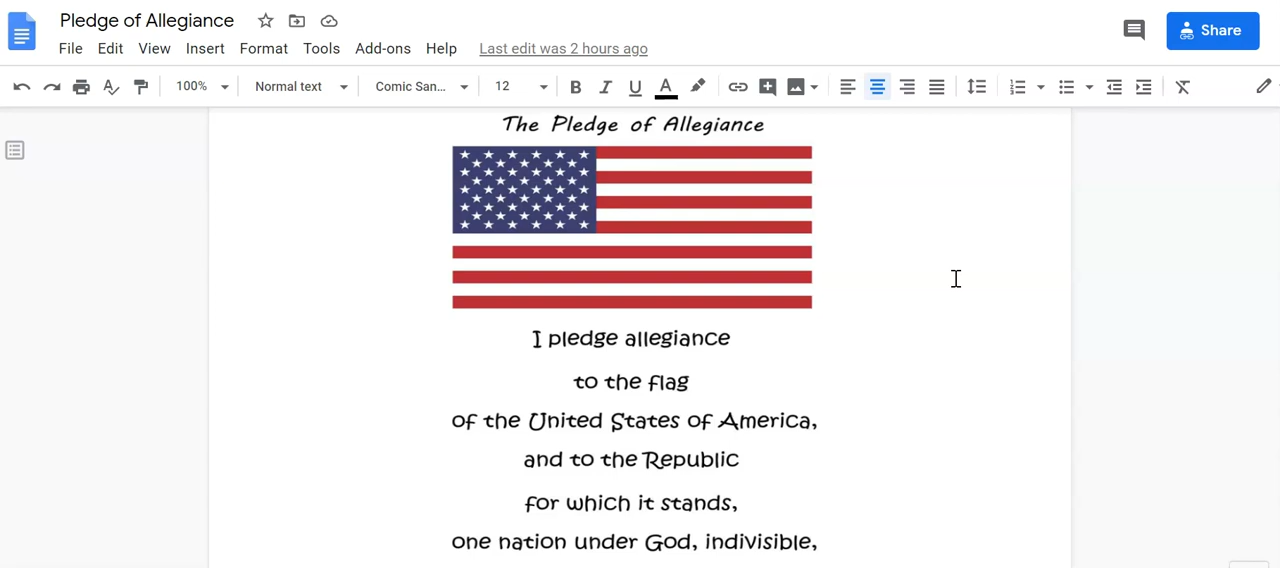 Pledge of Allegiance
File Edit View Insert Format Tools Add-ons Help Last edit was 2 hours ago
Share
100% Normal text Comic San... 12 B I U A
The Pledge of Allegiance
I pledge allegiance
to the flag
of the United States of America,
and to the Republic
for which it stands,
one nation under God, indivisible,